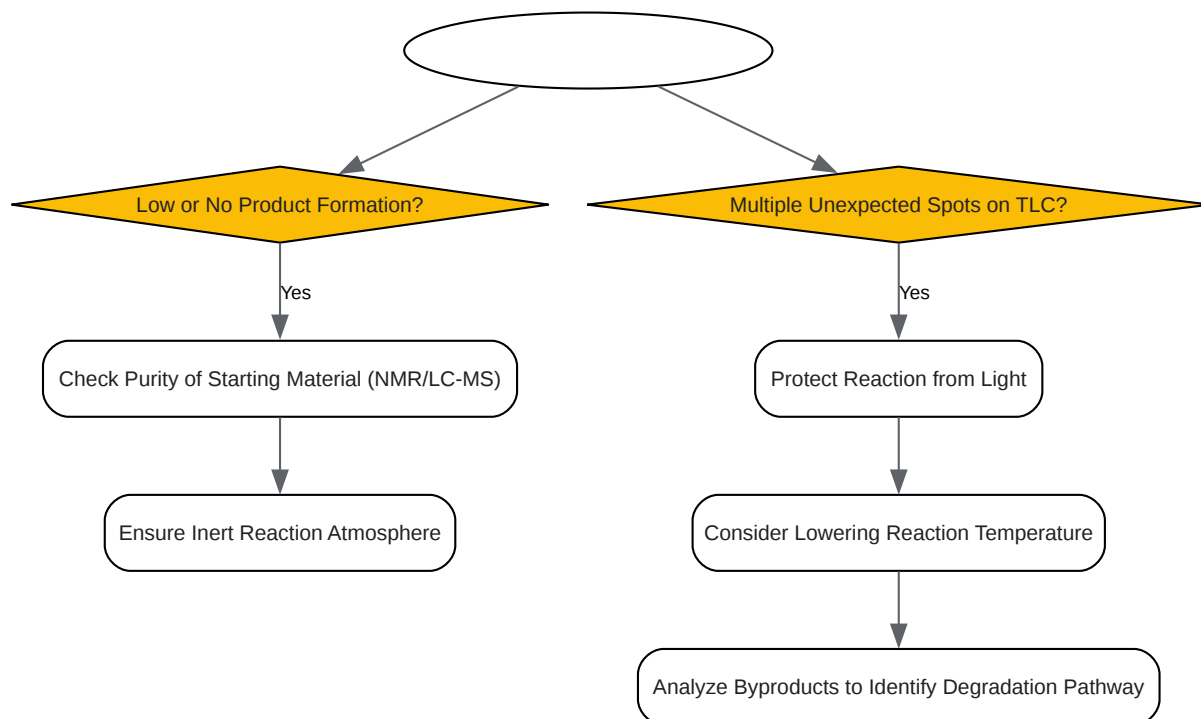 Low or No Product Formation?
Multiple Unexpected Spots on TLC?
Yes
Yes
Check Purity of Starting Material (NMR/LC-MS)
Protect Reaction from Light
Ensure Inert Reaction Atmosphere
Consider Lowering Reaction Temperature
Analyze Byproducts to Identify Degradation Pathway